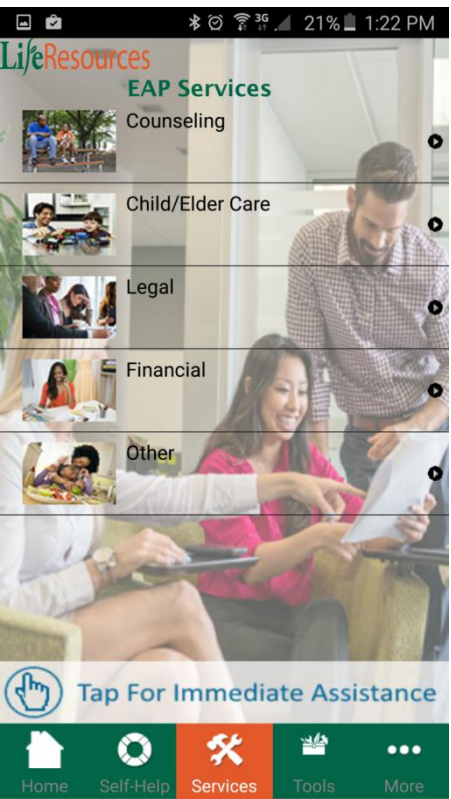 3G 21% 1:22 PM
LifeResources
EAP Services
Counseling
Child/Elder Care
Legal
Financial
Other
Tap For Immediate Assistance
Home Self-Help Services Tools More